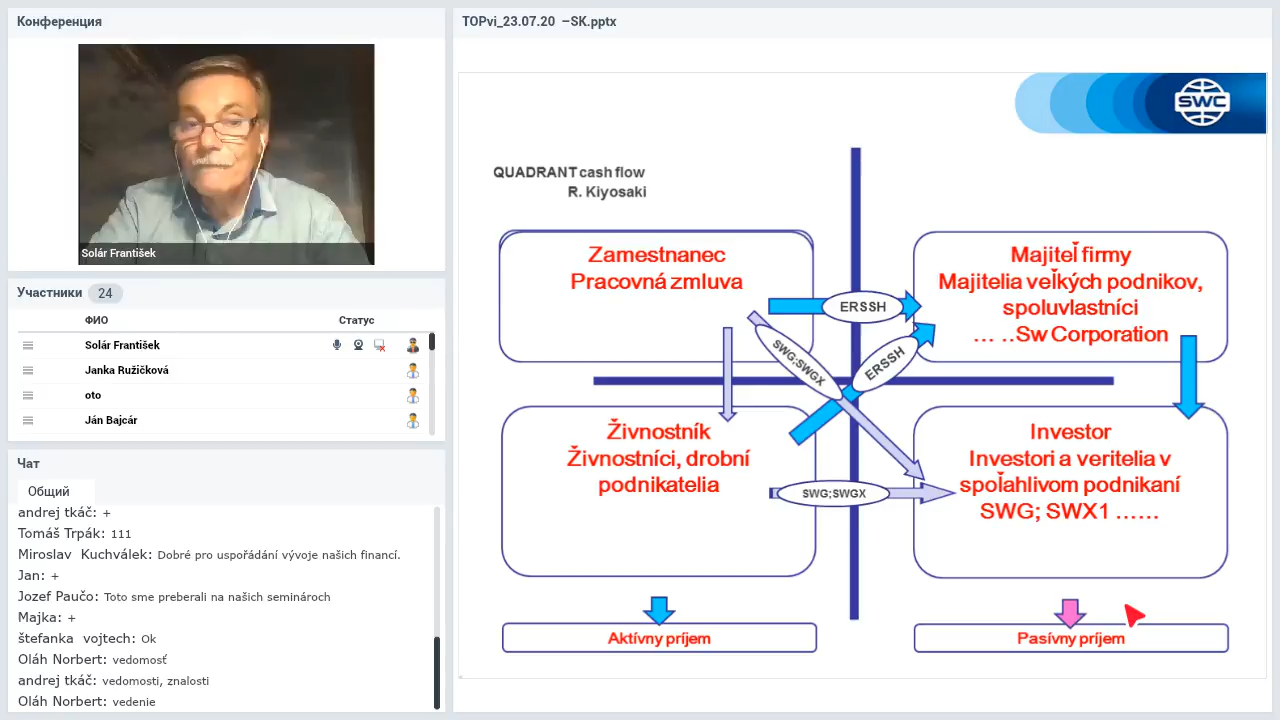 Конференция
Solár František
Участники 24
ФИО Статус
Solár František
Janka Ružičková
oto
Ján Bajcár
Чат
Общий
andrej tkáč: +
Tomáš Trpák: 111
Miroslav Kuchválek: Dobré pro uspořádání vývoje našich financí.
Jan: +
Jozef Paučo: Toto sme preberali na našich seminároch
Majka: +
štefanka vojtech: Ok
Oláh Norbert: vedomosť
andrej tkáč: vedomosti, znalosti
Oláh Norbert: vedenie
TOPvi_23.07.20 –SK.pptx
SWC
QUADRANT cash flow
R. Kiyosaki
Zamestnanec
Pracovná zmluva
Majiteľ firmy
Majitelia veľkých podnikov,
spoluvlastníci
... ..Sw Corporation
ERSSH
SWG;SWGX
ERSSH
Živnostník
Živnostníci, drobní
podnikatelia
SWG;SWGX
Investor
Investori a veritelia v
spoľahlivom podnikaní
SWG; SWX1 ......
Aktívny príjem
Pasívny príjem